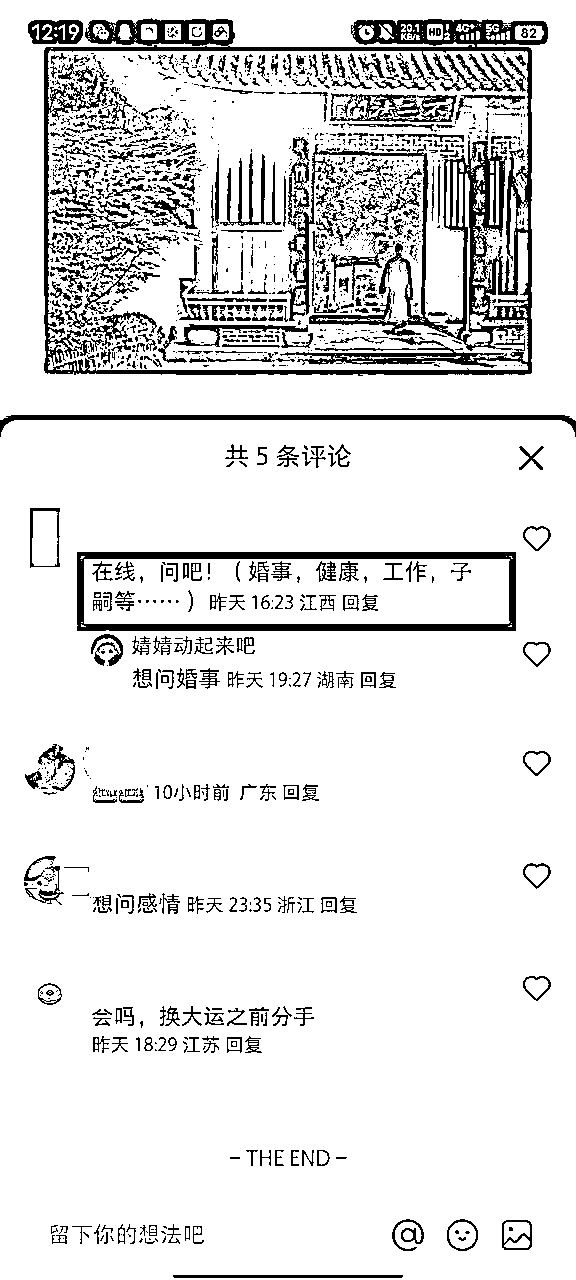 12:19
HD
82
共 5 条评论
在线，问吧！（婚事，健康，工作，子
嗣等……）昨天 16:23 江西 回复
婧婧动起来吧
想问婚事 昨天 19:27 湖南 回复
10小时前 广东 回复
想问感情 昨天 23:35 浙江 回复
会吗，换大运之前分手
昨天 18:29 江苏 回复
– THE END –
留下你的想法吧